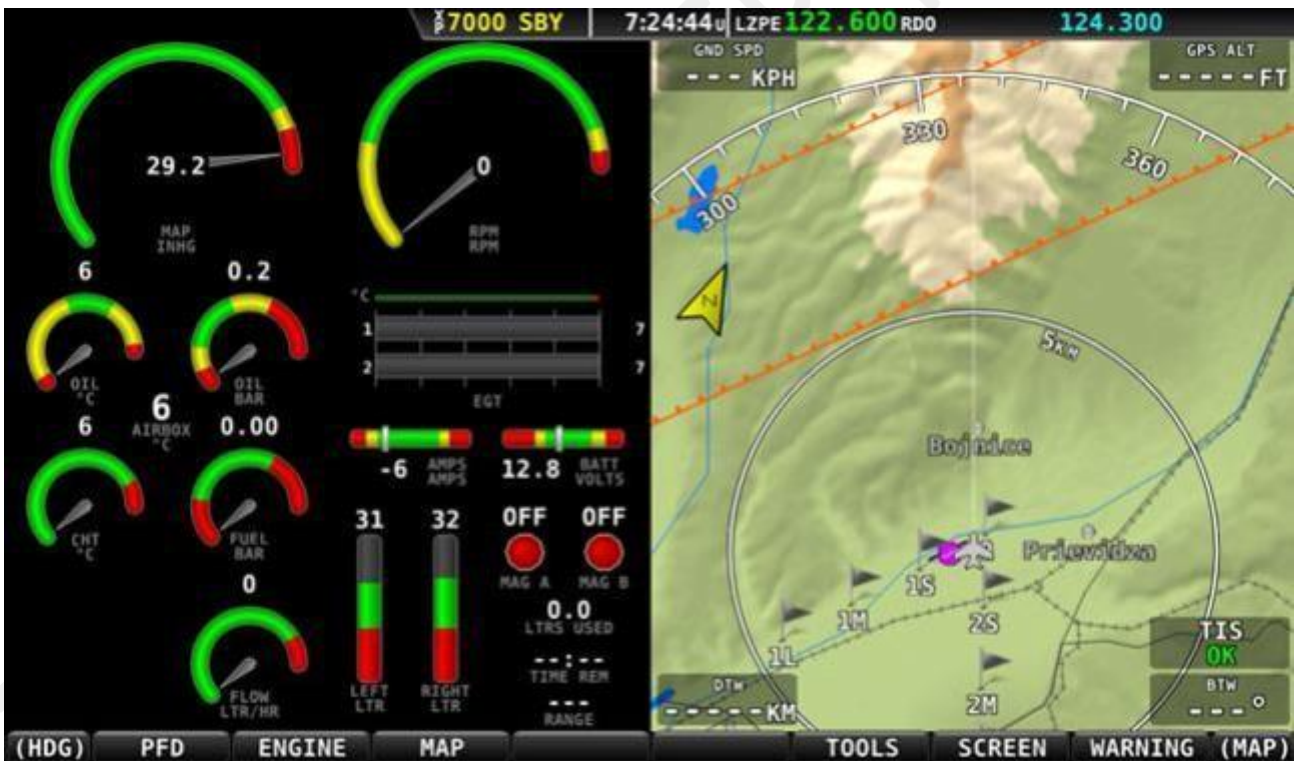 XP 7000 SBY
7:24:44U
LZPE 122.600 RDO
124.300
29.2
MAP
INHG
0
RPM
RPM
6
OIL
°C
0.2
OIL
BAR
6
AIRBOX
°C
6
CHT
°C
0.00
FUEL
BAR
0
FLOW
LTR/HR
°C
1 7
2 7
EGT
-6 AMPS
AMPS
12.8 BATT
VOLTS
31
LEFT
LTR
32
RIGHT
LTR
OFF OFF
MAG A MAG B
0.0
LTRS USED
--:--
TIME REM
---
RANGE
GND SPD
--- KPH
GPS ALT
-----FT
300
330
360
N
5KM
Bojnice
Prievidza
1S
1M
1L
2S
2M
TIS
OK
DTW
-----KM
BTW
---°
(HDG) PFD ENGINE MAP TOOLS SCREEN WARNING (MAP)